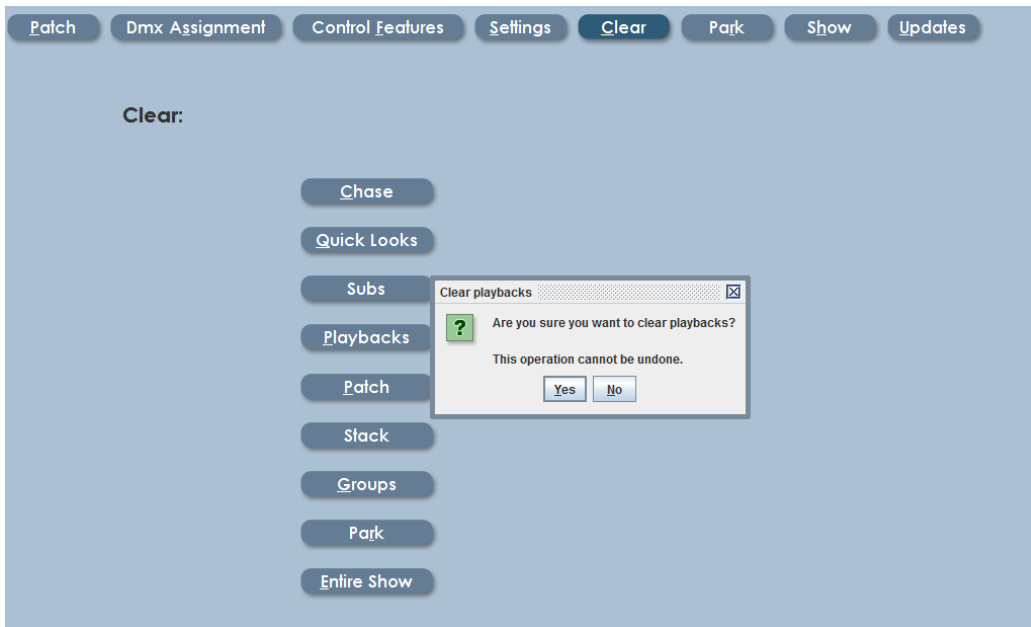 Patch Dmx Assignment Control Features Settings Clear Park Show Updates
Clear:
Chase
Quick Looks
Subs
Playbacks
Patch
Stack
Groups
Park
Entire Show
Clear playbacks
?
Are you sure you want to clear playbacks?
This operation cannot be undone.
Yes No